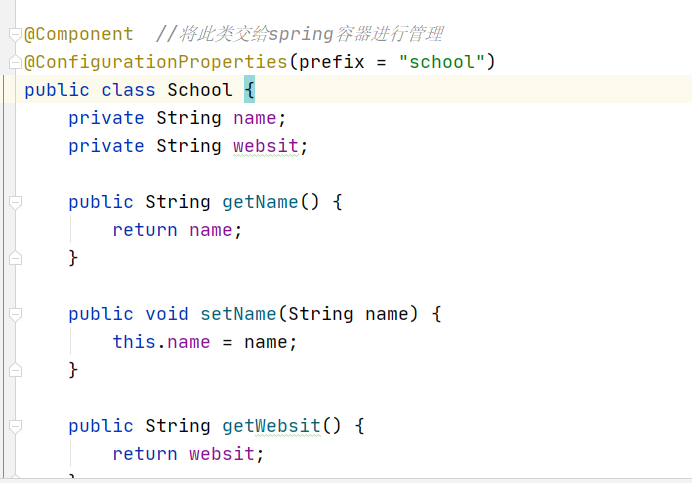 @Component  //将此类交给spring容器进行管理
@ConfigurationProperties(prefix = "school")
public class School {
    private String name;
    private String websit;
    public String getName() {
        return name;
    }
    public void setName(String name) {
        this.name = name;
    }
    public String getWebsit() {
        return websit;